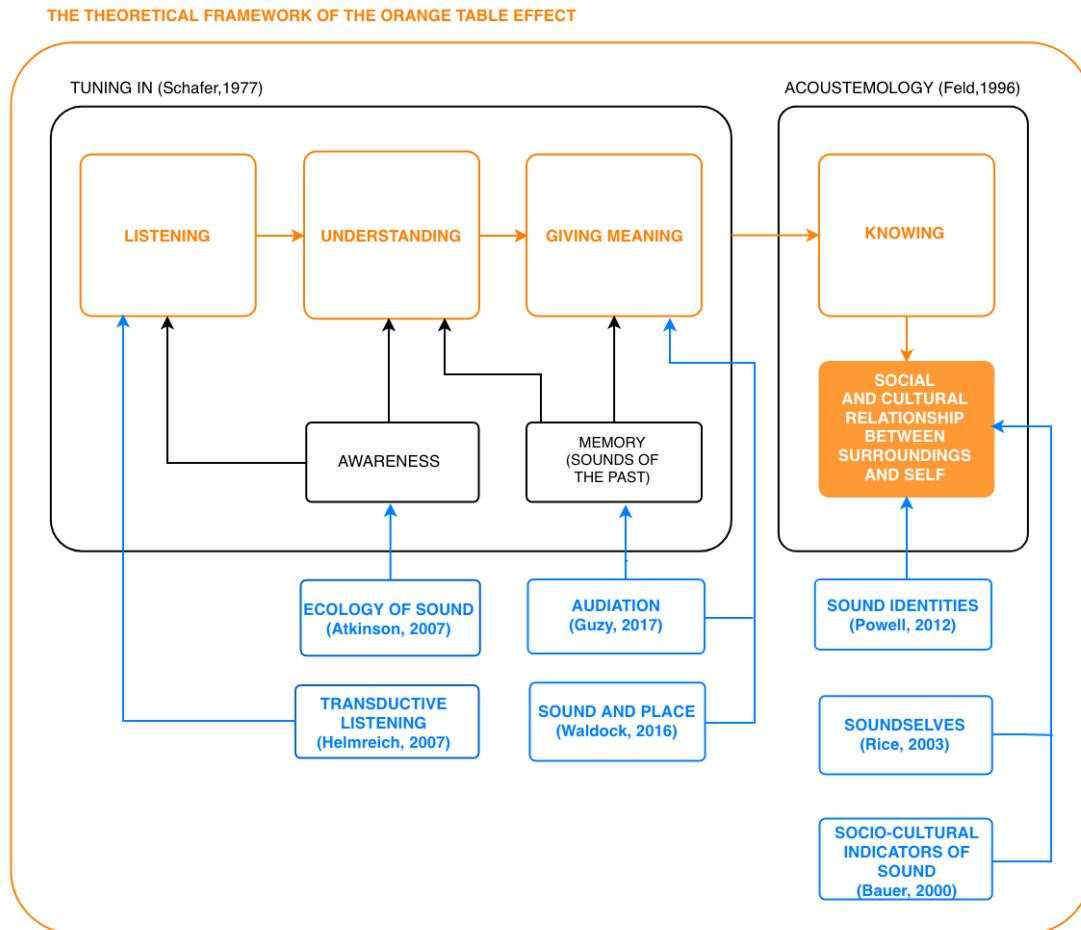 THE THEORETICAL FRAMEWORK OF THE ORANGE TABLE EFFECT
TUNING IN (Schafer,1977)
ACOUSTEMOLOGY (Feld,1996)
LISTENING
UNDERSTANDING
GIVING MEANING
KNOWING
SOCIAL
AND CULTURAL
RELATIONSHIP
BETWEEN
SURROUNDINGS
AND SELF
AWARENESS
MEMORY
(SOUNDS OF
THE PAST)
ECOLOGY OF SOUND
(Atkinson, 2007)
AUDIATION
(Guzy, 2017)
SOUND IDENTITIES
(Powell, 2012)
TRANSDUCTIVE
LISTENING
(Helmreich, 2007)
SOUND AND PLACE
(Waldock, 2016)
SOUNDSELVES
(Rice, 2003)
SOCIO-CULTURAL
INDICATORS OF
SOUND
(Bauer, 2000)